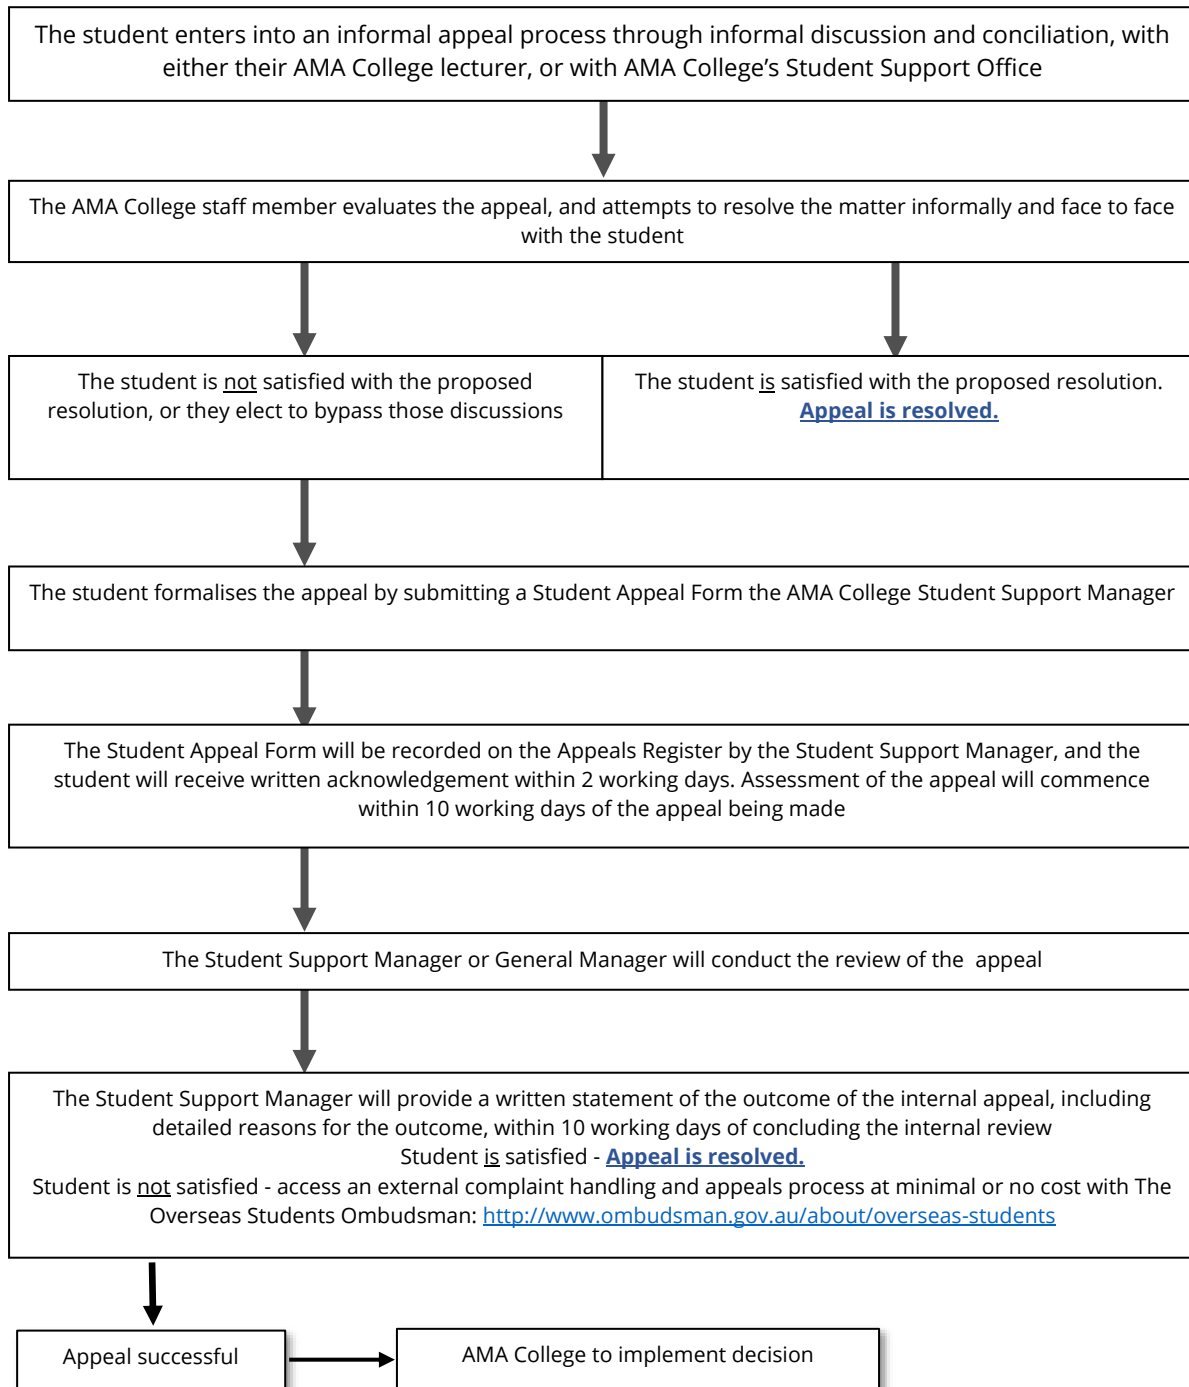 The student enters into an informal appeal process through informal discussion and conciliation, with
either their AMA College lecturer, or with AMA College’s Student Support Office
The AMA College staff member evaluates the appeal, and attempts to resolve the matter informally and face to face
with the student
The student is not satisfied with the proposed
resolution, or they elect to bypass those discussions
The student is satisfied with the proposed resolution.
Appeal is resolved.
The student formalises the appeal by submitting a Student Appeal Form the AMA College Student Support Manager
The Student Appeal Form will be recorded on the Appeals Register by the Student Support Manager, and the
student will receive written acknowledgement within 2 working days. Assessment of the appeal will commence
within 10 working days of the appeal being made
The Student Support Manager or General Manager will conduct the review of the appeal
The Student Support Manager will provide a written statement of the outcome of the internal appeal, including
detailed reasons for the outcome, within 10 working days of concluding the internal review
Student is satisfied - Appeal is resolved.
Student is not satisfied - access an external complaint handling and appeals process at minimal or no cost with The
Overseas Students Ombudsman: http://www.ombudsman.gov.au/about/overseas-students
Appeal successful
AMA College to implement decision